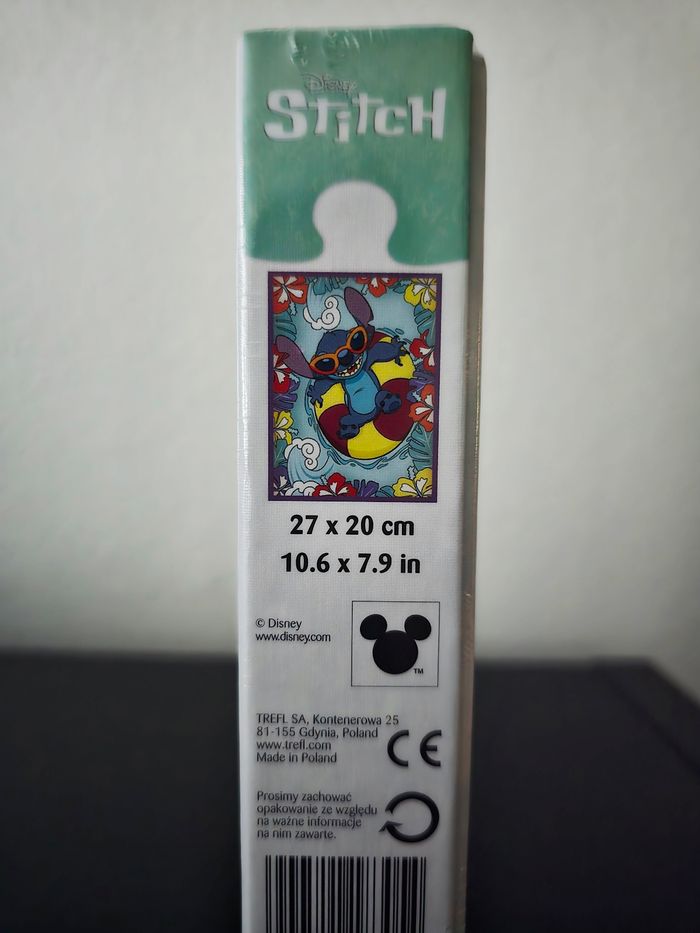 Disney
Stitch
27 x 20 cm
10.6 x 7.9 in
© Disney
www.disney.com
TM
TREFL SA, Kontenerowa 25
81-155 Gdynia, Poland
www.trefl.com
Made in Poland
CE
Prosimy zachować
opakowanie ze względu
na ważne informacje
na nim zawarte.